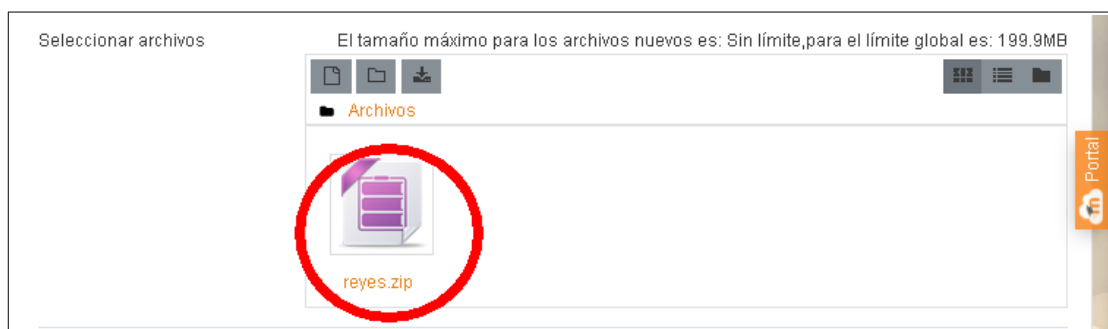 Seleccionar archivos
El tamaño máximo para los archivos nuevos es: Sin límite,para el límite global es: 199.9MB
Archivos
reyes.zip
Portal